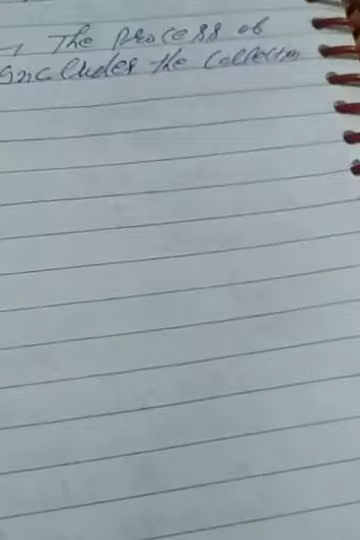 → The process of
includes the collection